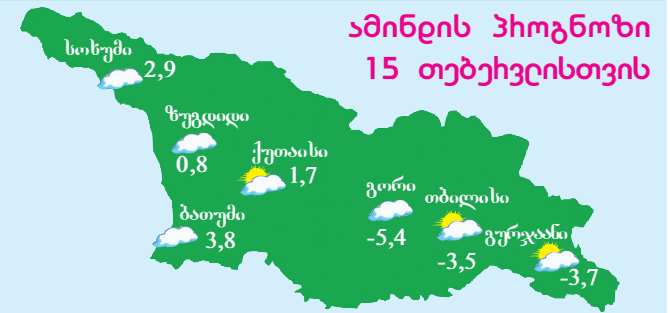 ამინდის პროგნოზი
15 თებერვლისთვის
სოხუმი
2,9
ზუგდიდი
0,8
ქუთაისი
1,7
ბათუმი
3,8
გორი
-5,4
თბილისი
-3,5
გურჯაანი
-3,7